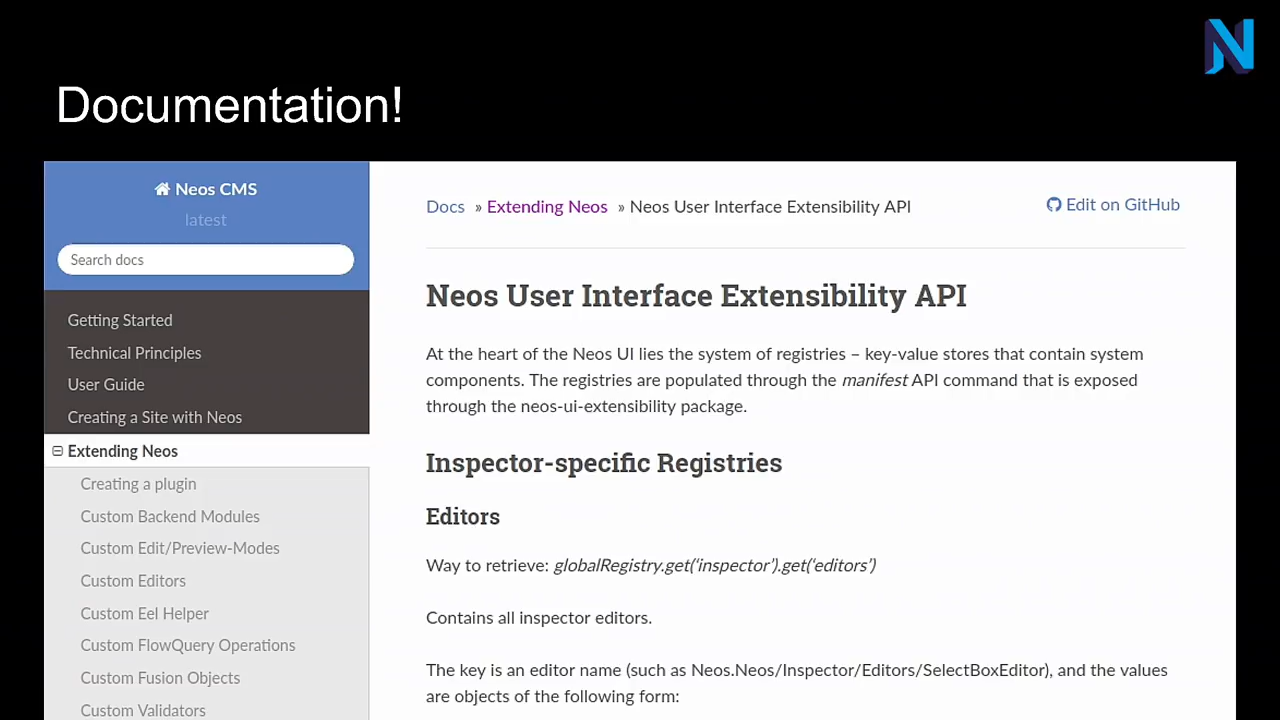 Documentation!
Neos CMS
latest
Search docs
Getting Started
Technical Principles
User Guide
Creating a Site with Neos
Extending Neos
Creating a plugin
Custom Backend Modules
Custom Edit/Preview-Modes
Custom Editors
Custom Eel Helper
Custom FlowQuery Operations
Custom Fusion Objects
Custom Validators
Docs » Extending Neos » Neos User Interface Extensibility API
Edit on GitHub
Neos User Interface Extensibility API
At the heart of the Neos UI lies the system of registries – key-value stores that contain system
components. The registries are populated through the manifest API command that is exposed
through the neos-ui-extensibility package.
Inspector-specific Registries
Editors
Way to retrieve: globalRegistry.get(‘inspector’).get(‘editors’)
Contains all inspector editors.
The key is an editor name (such as Neos.Neos/Inspector/Editors/SelectBoxEditor), and the values
are objects of the following form: